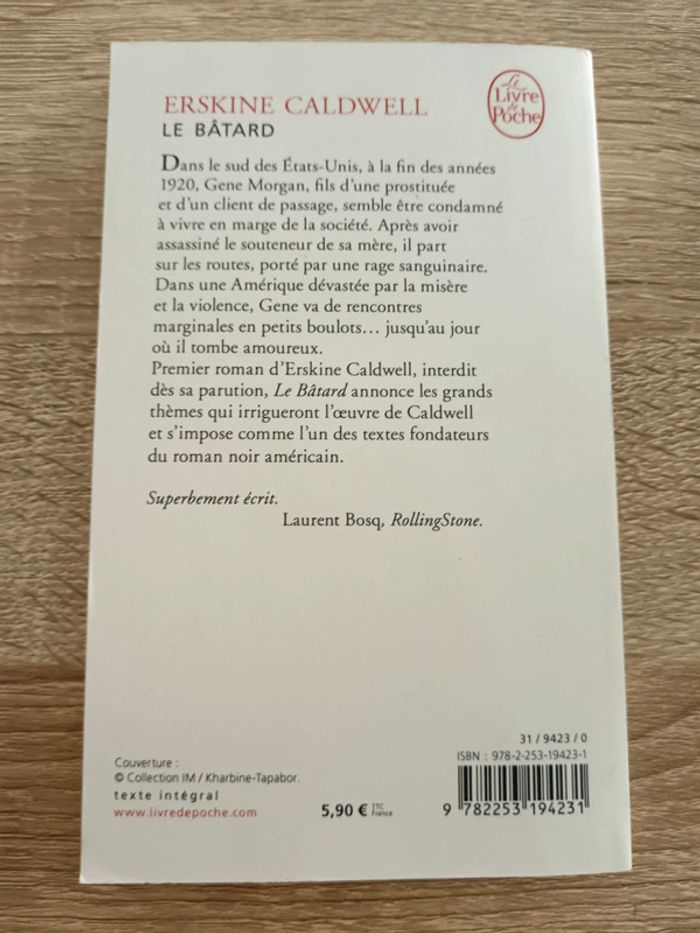 Le
Livre
de
Poche
ERSKINE CALDWELL
LE BÂTARD
Dans le sud des États-Unis, à la fin des années
1920, Gene Morgan, fils d'une prostituée
et d'un client de passage, semble être condamné
à vivre en marge de la société. Après avoir
assassiné le souteneur de sa mère, il part
sur les routes, porté par une rage sanguinaire.
Dans une Amérique dévastée par la misère
et la violence, Gene va de rencontres
marginales en petits boulots… jusqu'au jour
où il tombe amoureux.
Premier roman d'Erskine Caldwell, interdit
dès sa parution, Le Bâtard annonce les grands
thèmes qui irrigueront l'œuvre de Caldwell
et s'impose comme l'un des textes fondateurs
du roman noir américain.
Superbement écrit.
Laurent Bosq, RollingStone.
Couverture :
© Collection IM / Kharbine-Tapabor.
texte intégral
www.livredepoche.com
5,90 € TTC
France
31 / 9423 / 0
ISBN : 978-2-253-19423-1
9 782253 194231